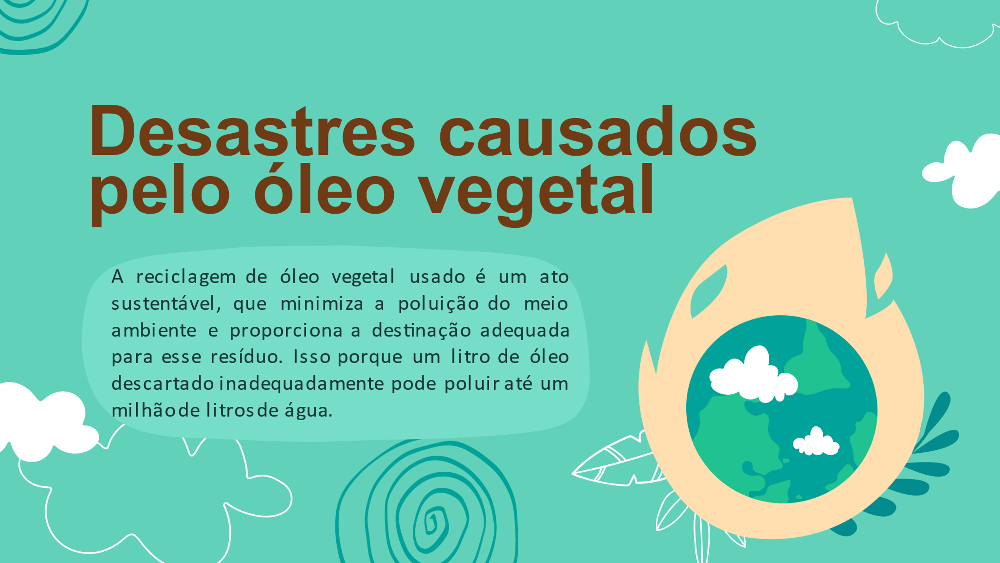 Desastres causados
pelo óleo vegetal
A reciclagem de óleo vegetal usado é um ato
sustentável, que minimiza a poluição do meio
ambiente e proporciona a destinação adequada
para esse resíduo. Isso porque um litro de óleo
descartado inadequadamente pode poluir até um
milhão de litros de água.